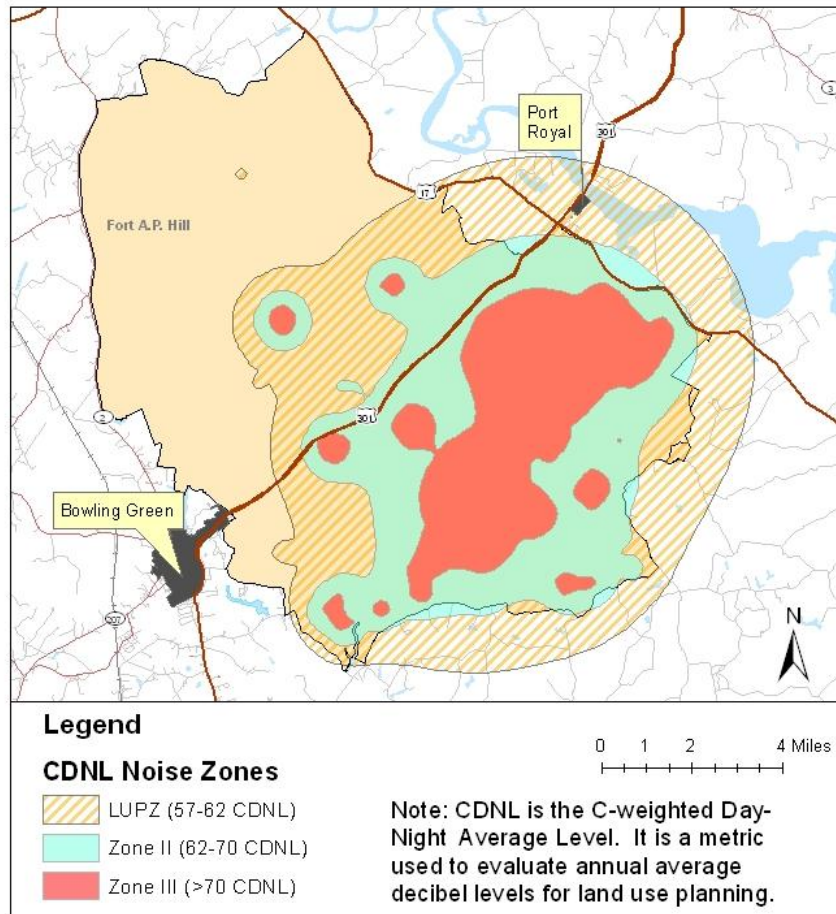 3
Port
Royal
301
17
Fort A.P. Hill
301
2
Bowling Green
207
N
Legend
CDNL Noise Zones
LUPZ (57-62 CDNL)
Zone II (62-70 CDNL)
Zone III (>70 CDNL)
0 1 2 4 Miles
Note: CDNL is the C-weighted Day-
Night Average Level. It is a metric
used to evaluate annual average
decibel levels for land use planning.